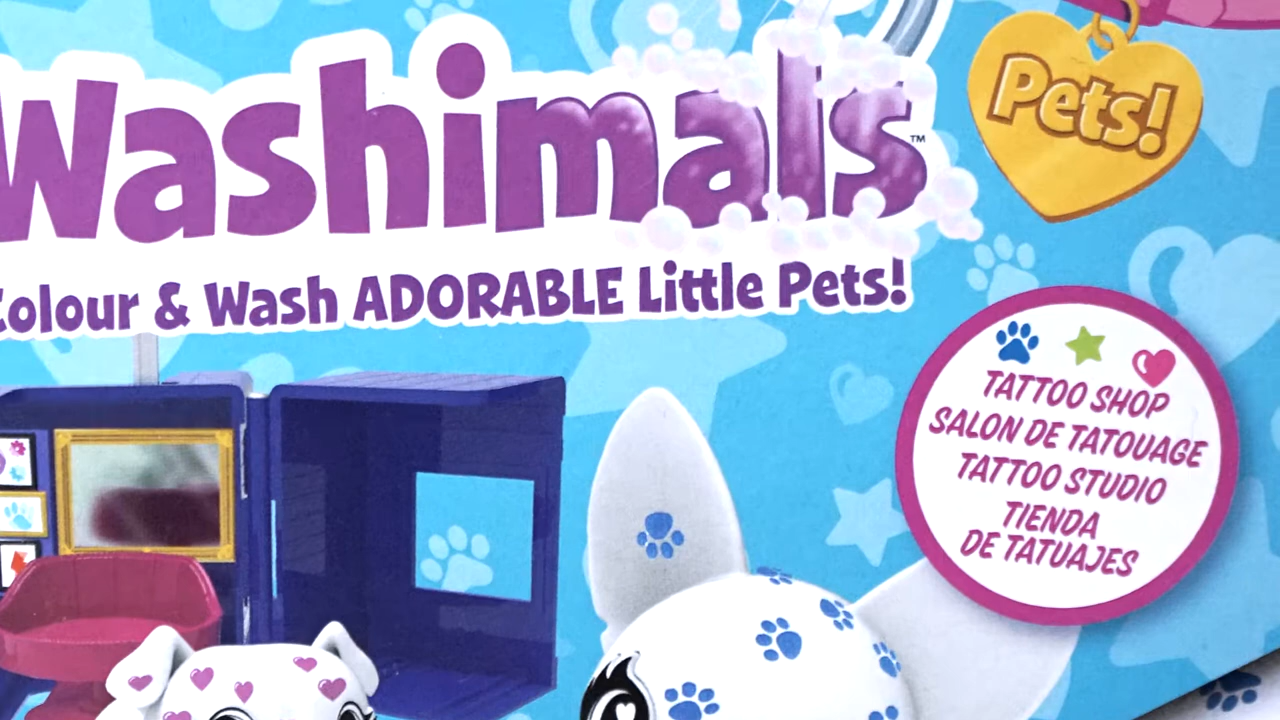 Washimals™
Pets!
Colour & Wash ADORABLE Little Pets!
TATTOO SHOP
SALON DE TATOUAGE
TATTOO STUDIO
TIENDA
DE TATUAJES